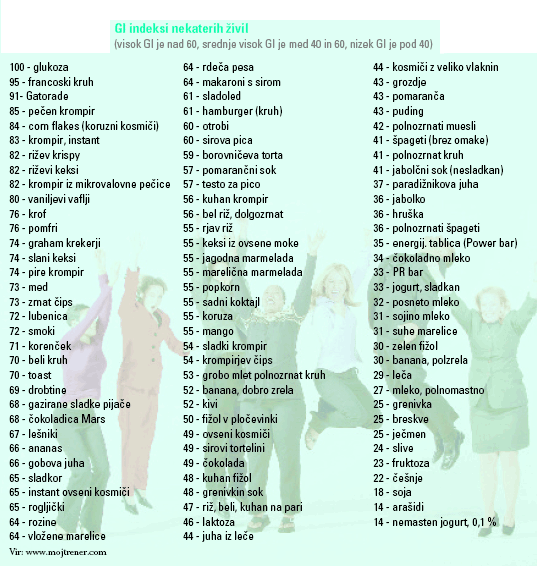 GI indeksi nekaterih živil
(visok GI je nad 60, srednje visok GI je med 40 in 60, nizek GI je pod 40)
100 - glukoza
95 - francoski kruh
91- Gatorade
85 - pečen krompir
84 - corn flakes (koruzni kosmiči)
83 - krompir, instant
82 - rižev krispy
82 - riževi keksi
82 - krompir iz mikrovalovne pečice
80 - vaniljevi vaflji
76 - krof
76 - pomfri
74 - graham krekerji
74 - slani keksi
74 - pire krompir
73 - med
73 - zrnat čips
72 - lubenica
72 - smoki
71 - korenček
70 - beli kruh
70 - toast
69 - drobtine
68 - gazirane sladke pijače
68 - čokoladica Mars
67 - lešniki
66 - ananas
66 - gobova juha
65 - sladkor
65 - instant ovseni kosmiči
65 - rogljički
64 - rozine
64 - vložene marelice
64 - rdeča pesa
64 - makaroni s sirom
61 - sladoled
61 - hamburger (kruh)
60 - otrobi
60 - sirova pica
59 - borovničeva torta
57 - pomarančni sok
57 - testo za pico
56 - kuhan krompir
56 - bel riž, dolgozrnat
55 - rjav riž
55 - keksi iz ovsene moke
55 - jagodna marmelada
55 - marelična marmelada
55 - popkorn
55 - sadni koktajl
55 - koruza
55 - mango
54 - sladki krompir
54 - krompirjev čips
53 - grobo mlet polnozrnat kruh
52 - banana, dobro zrela
52 - kivi
50 - fižol v pločevinki
49 - ovseni kosmiči
49 - sirovi tortelini
49 - čokolada
48 - kuhan fižol
48 - grenivkin sok
47 - riž, beli, kuhan na pari
46 - laktoza
44 - juha iz leče
44 - kosmiči z veliko vlaknin
43 - grozdje
43 - pomaranča
43 - puding
42 - polnozrnati muesli
41 - špageti (brez omake)
41 - polnozrnat kruh
41 - jabolčni sok (nesladkan)
37 - paradižnikova juha
36 - jabolko
36 - hruška
36 - polnozrnati špageti
35 - energij. tablica (Power bar)
34 - čokoladno mleko
33 - PR bar
33 - jogurt, sladkan
32 - posneto mleko
31 - sojino mleko
31 - suhe marelice
30 - zelen fižol
30 - banana, polzrela
29 - leča
27 - mleko, polnomastno
25 - grenivka
25 - breskve
25 - ječmen
24 - slive
23 - fruktoza
22 - češnje
18 - soja
14 - arašidi
14 - nemasten jogurt, 0,1 %
Vir: www.mojtrener.com